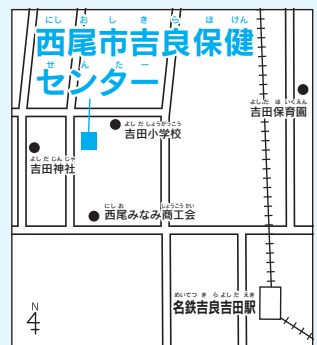 にしおしきらほけん
西尾市吉良保健
せんたー
センター
よしだしょうがっこう
吉田小学校
よしだほいくえん
吉田保育園
よしだじんじゃ
吉田神社
にしおしょうこうかい
西尾みなみ商工会
めいてつきらよしだえき
名鉄吉良吉田駅
N